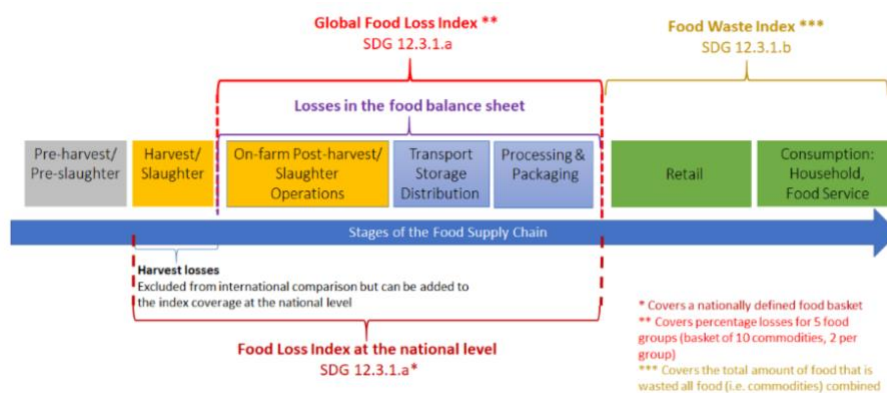 Global Food Loss Index **
SDG 12.3.1.a
Food Waste Index ***
SDG 12.3.1.b
Losses in the food balance sheet
Pre-harvest/
Pre-slaughter
Harvest/
Slaughter
On-farm Post-harvest/
Slaughter
Operations
Transport
Storage
Distribution
Processing &
Packaging
Retail
Consumption:
Household,
Food Service
Stages of the Food Supply Chain
Harvest losses
Excluded from international comparison but can be added to
the index coverage at the national level
Food Loss Index at the national level
SDG 12.3.1.a*
* Covers a nationally defined food basket
** Covers percentage losses for 5 food
groups (basket of 10 commodities, 2 per
group)
*** Covers the total amount of food that is
wasted all food (i.e. commodities) combined